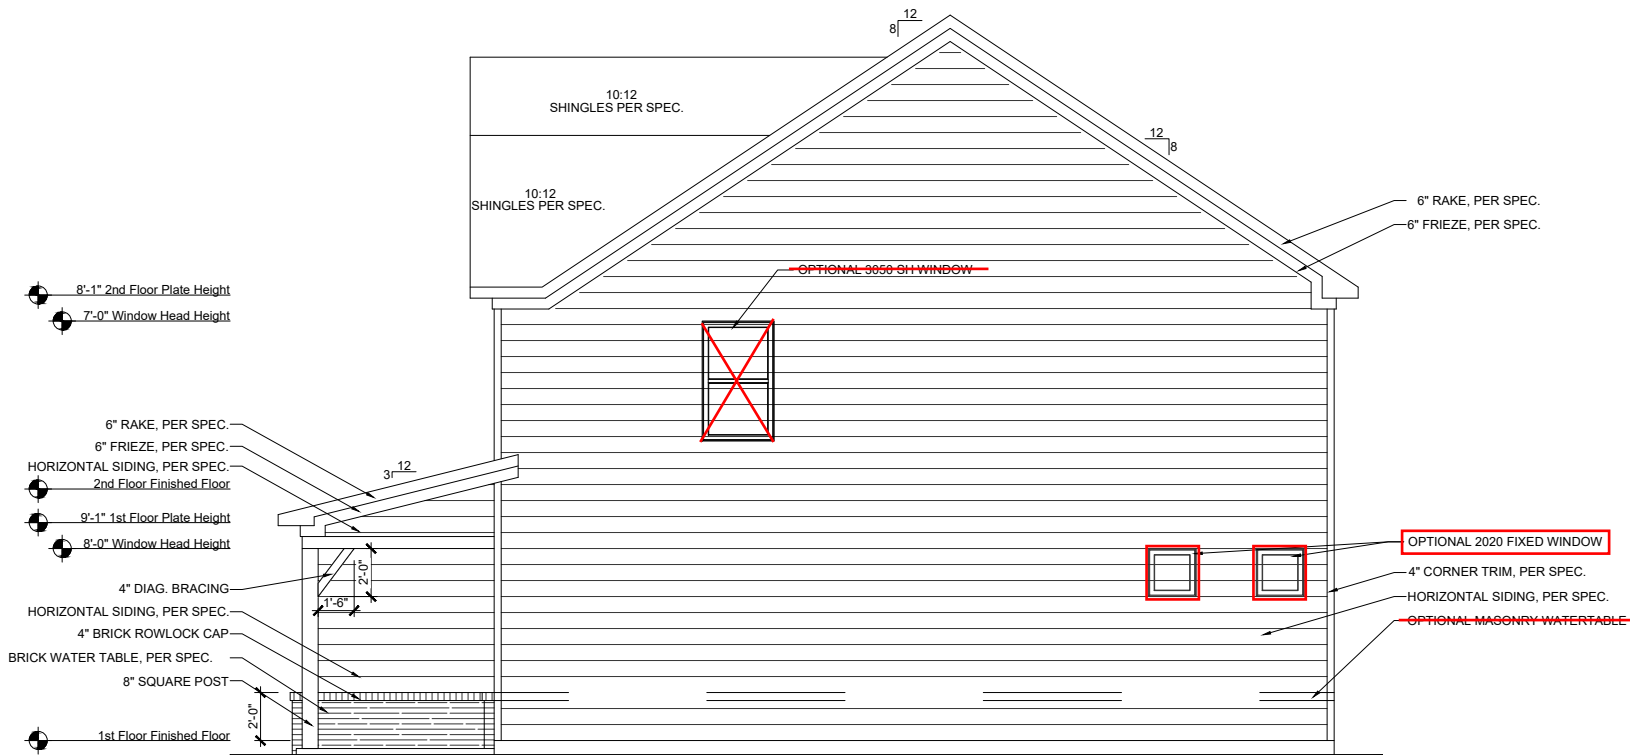 12
8
10:12
SHINGLES PER SPEC.
12
8
10:12
SHINGLES PER SPEC.
6" RAKE, PER SPEC.
6" FRIEZE, PER SPEC.
OPTIONAL 3050 SH WINDOW
8'-1" 2nd Floor Plate Height
7'-0" Window Head Height
6" RAKE, PER SPEC.
6" FRIEZE, PER SPEC.
HORIZONTAL SIDING, PER SPEC.
12
3
2nd Floor Finished Floor
9'-1" 1st Floor Plate Height
8'-0" Window Head Height
OPTIONAL 2020 FIXED WINDOW
4" CORNER TRIM, PER SPEC.
HORIZONTAL SIDING, PER SPEC.
OPTIONAL MASONRY WATERTABLE
2'-0"
4" DIAG. BRACING
1'-6"
HORIZONTAL SIDING, PER SPEC.
4" BRICK ROWLOCK CAP
BRICK WATER TABLE, PER SPEC.
8" SQUARE POST
2'-0"
1st Floor Finished Floor